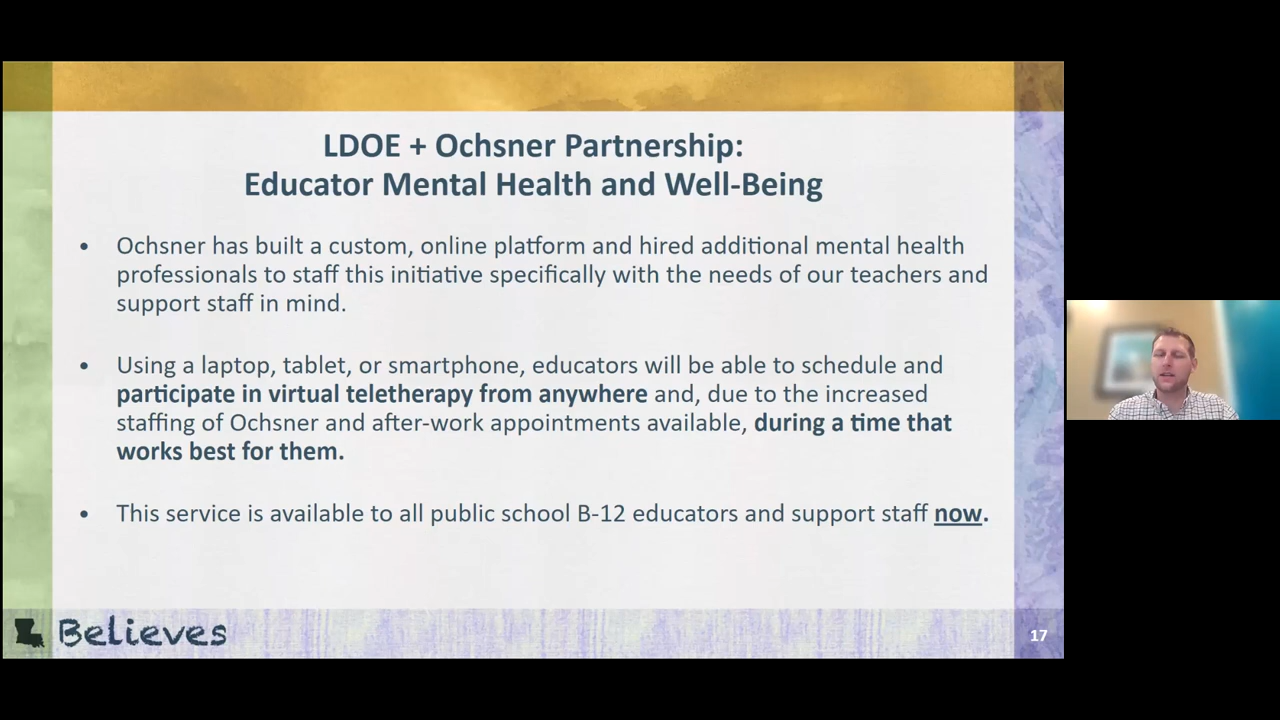 LDOE + Ochsner Partnership:
Educator Mental Health and Well-Being
• Ochsner has built a custom, online platform and hired additional mental health
professionals to staff this initiative specifically with the needs of our teachers and
support staff in mind.
• Using a laptop, tablet, or smartphone, educators will be able to schedule and
participate in virtual teletherapy from anywhere and, due to the increased
staffing of Ochsner and after-work appointments available, during a time that
works best for them.
• This service is available to all public school B-12 educators and support staff now.
Believes
17